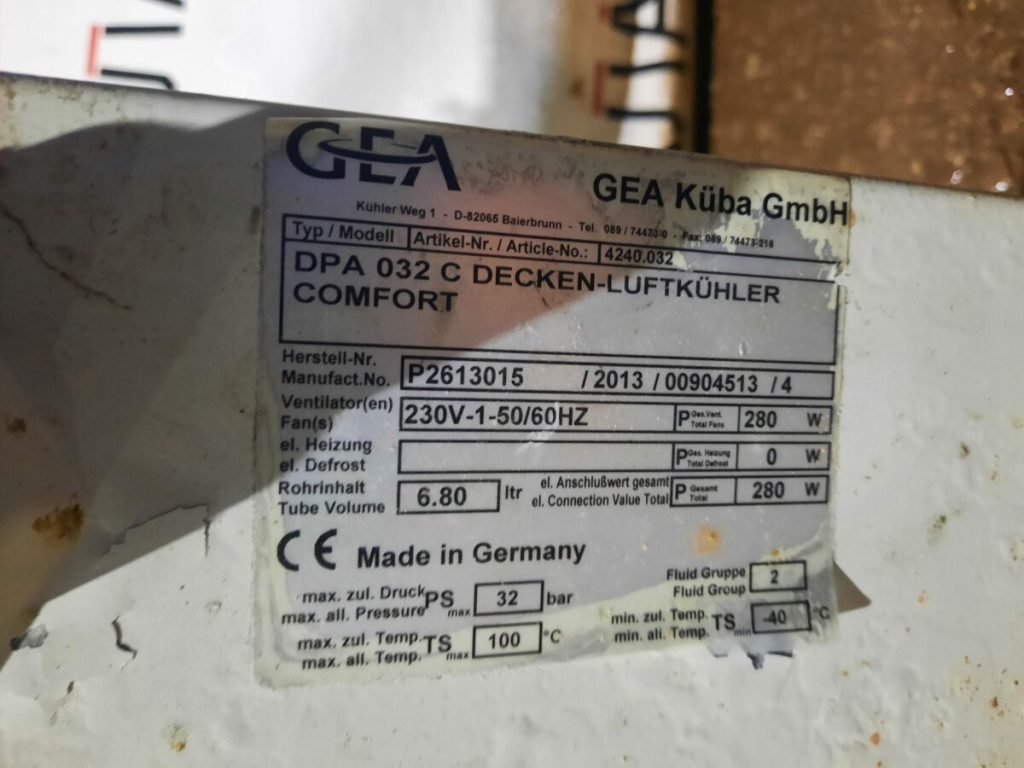 GEA
GEA Küba GmbH
Kühler Weg 1 - D-82065 Baierbrunn - Tel. 089 / 74473-0 - Fax: 089 / 74473-218
Typ / Modell Artikel-Nr. / Article-No.: 4240.032
DPA 032 C DECKEN-LUFTKÜHLER
COMFORT
Herstell-Nr.
Manufact.No. P2613015 / 2013 / 00904513 / 4
Ventilator(en)
Fan(s) 230V-1-50/60HZ P Ges.Vent. Total Fans 280 W
el. Heizung
el. Defrost P Ges. Heizung Total Defrost 0 W
Rohrinhalt
Tube Volume 6.80 ltr el. Anschlußwert gesamt
el. Connection Value Total P Gesamt Total 280 W
CE Made in Germany
max. zul. Druck
max. all. Pressure PS max 32 bar
Fluid Gruppe
Fluid Group 2
max. zul. Temp.
max. all. Temp. TS max 100 °C
min. zul. Temp.
min. all. Temp. TS min -40 °C